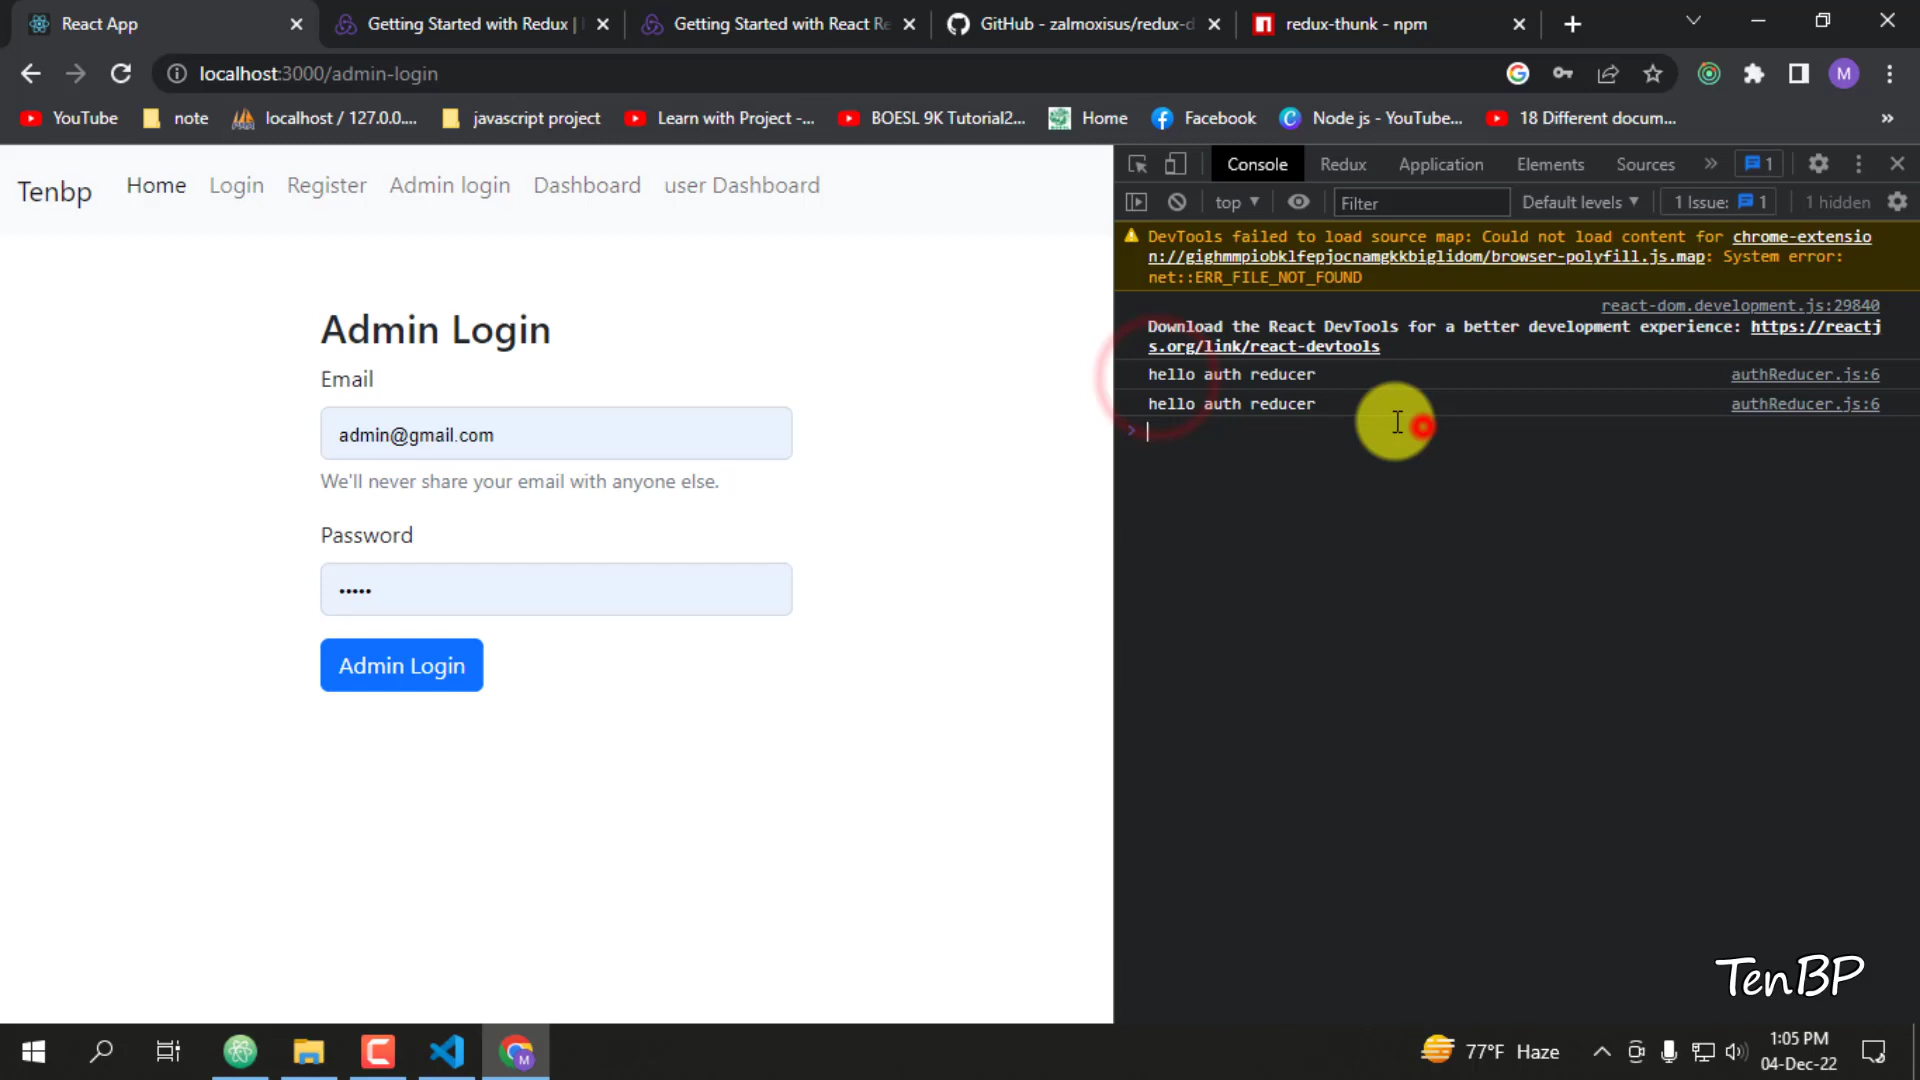 React App
Getting Started with Redux |
Getting Started with React Re
GitHub - zalmoxisus/redux-d
redux-thunk - npm
localhost:3000/admin-login
M
YouTube
note
localhost / 127.0.0....
javascript project
Learn with Project -...
BOESL 9K Tutorial2...
Home
Facebook
Node js - YouTube...
18 Different docum...
»
Tenbp
Home
Login
Register
Admin login
Dashboard
user Dashboard
Console
Redux
Application
Elements
Sources
»
1
top
Filter
Default levels
1 Issue: 1
1 hidden
DevTools failed to load source map: Could not load content for chrome-extensio
n://gighmmpiobklfepjocnamgkkbiglidom/browser-polyfill.js.map: System error:
net::ERR_FILE_NOT_FOUND
react-dom.development.js:29840
Download the React DevTools for a better development experience: https://reactj
s.org/link/react-devtools
hello auth reducer
authReducer.js:6
hello auth reducer
authReducer.js:6
Admin Login
Email
admin@gmail.com
We'll never share your email with anyone else.
Password
•••••
Admin Login
TenBP
77°F Haze
1:05 PM
04-Dec-22